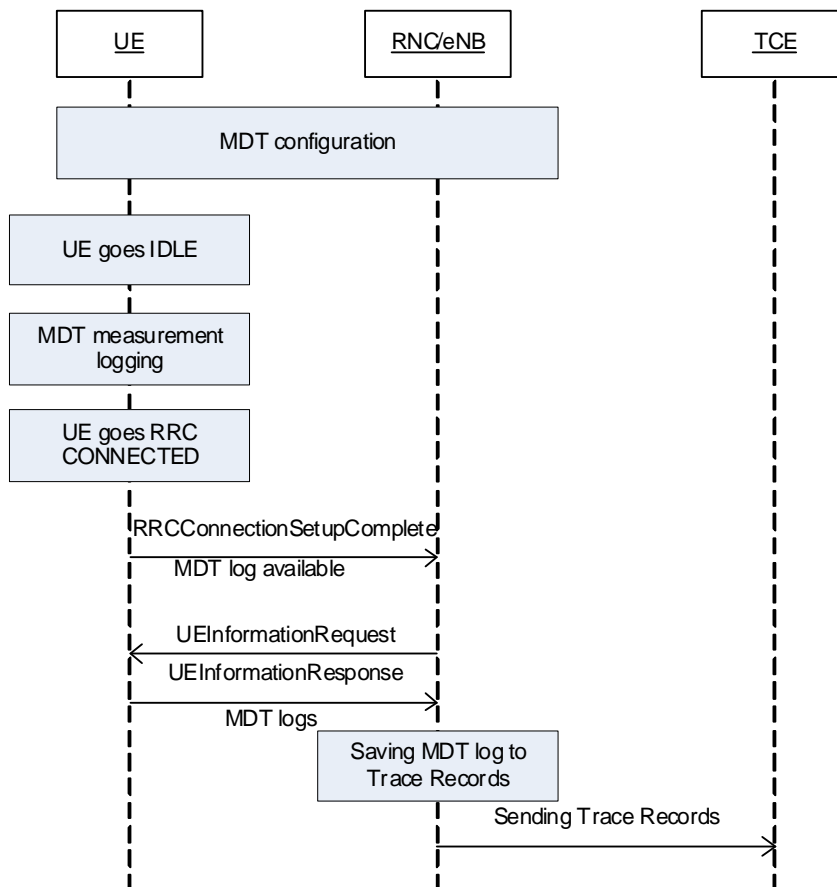 UE
RNC/eNB
TCE
MDT configuration
UE goes IDLE
MDT measurement
logging
UE goes RRC
CONNECTED
RRCConnectionSetupComplete
MDT log available
UEInformationRequest
UEInformationResponse
MDT logs
Saving MDT log to
Trace Records
Sending Trace Records